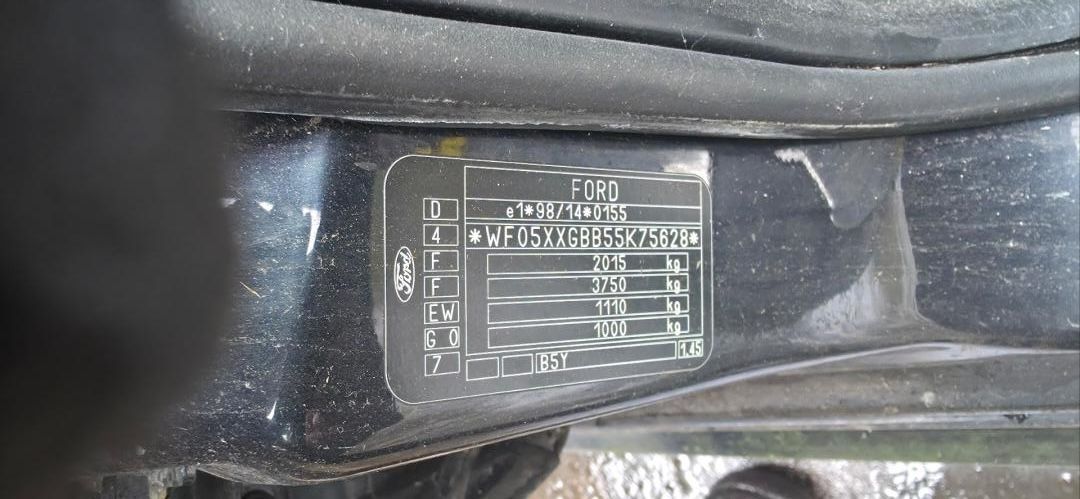 FORD
D
e1*98/14*0155
4
*WF05XXGBB55K75628*
F
2015 kg
F
3750 kg
EW
1110 kg
G 0
1000 kg
7
B5Y
1.45
Ford